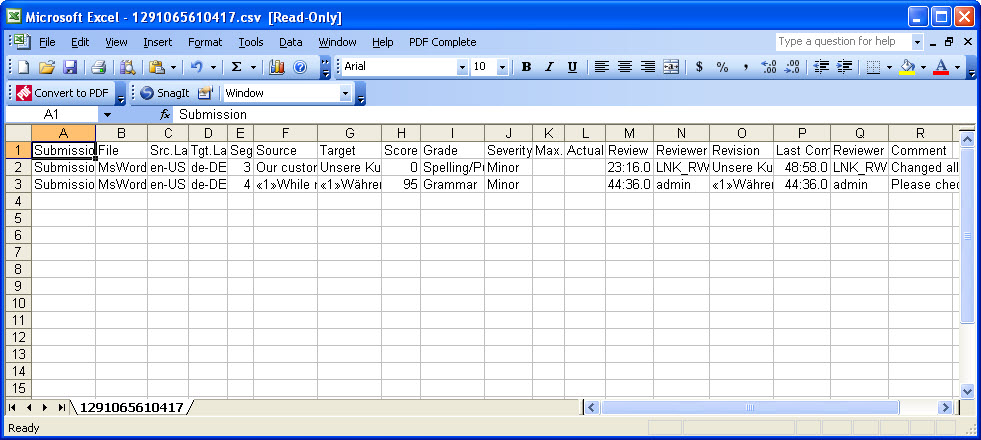 Microsoft Excel - 1291065610417.csv [Read-Only]
File Edit View Insert Format Tools Data Window Help PDF Complete Type a question for help
Σ Arial 10 B I U $ % ,
Convert to PDF SnagIt Window
A1 fx Submission
A B C D E F G H I J K L M N O P Q R
1 Submissio File Src.La Tgt.La Seg Source Target Score Grade Severity Max. Actual Review Reviewer Revision Last Com Reviewer Comment
2 Submissio MsWord en-US de-DE 3 Our custor Unsere Ku 0 Spelling/Pu Minor 23:16.0 LNK_RW Unsere Ku 48:58.0 LNK_RW Changed all
3 Submissio MsWord en-US de-DE 4 «1»While r «1»Währer 95 Grammar Minor 44:36.0 admin «1»Währer 44:36.0 admin Please chec
4
5
6
7
8
9
10
11
12
13
14
15
1291065610417
Ready